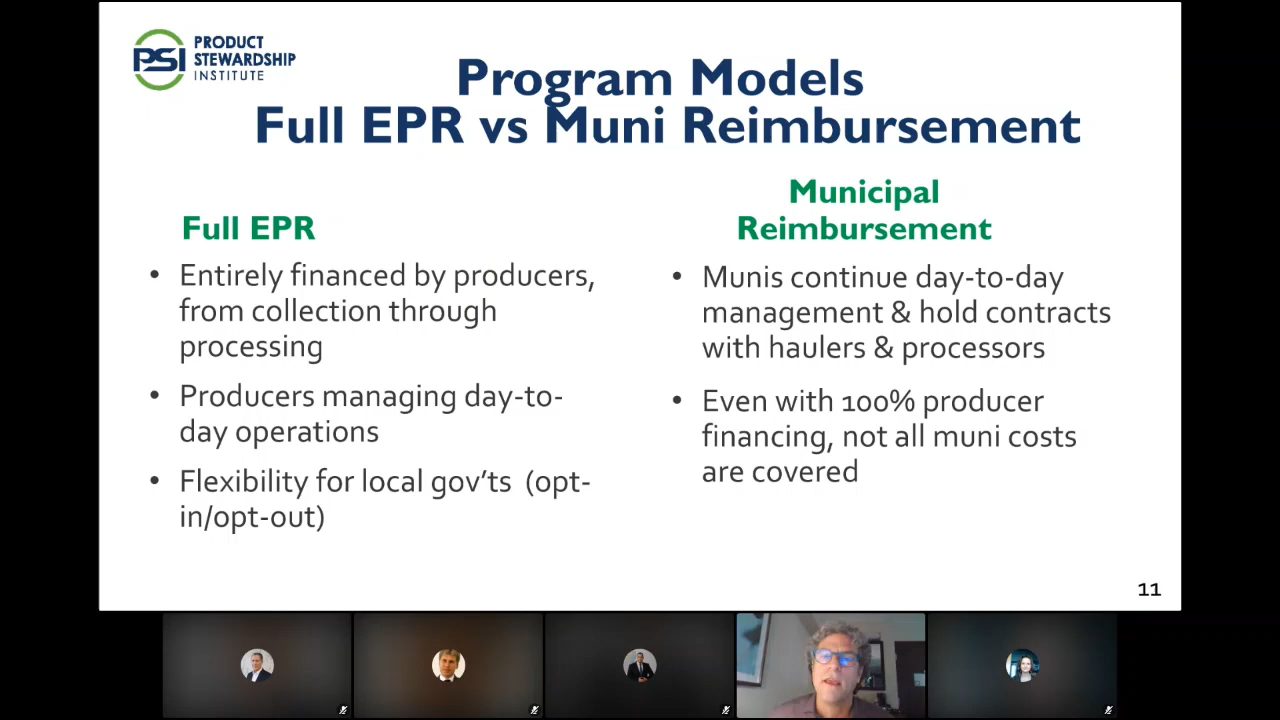 PSI
PRODUCT
STEWARDSHIP
INSTITUTE
Program Models
Full EPR vs Muni Reimbursement
Full EPR
• Entirely financed by producers,
from collection through
processing
• Producers managing day-to-
day operations
• Flexibility for local gov'ts (opt-
in/opt-out)
Municipal
Reimbursement
• Munis continue day-to-day
management & hold contracts
with haulers & processors
• Even with 100% producer
financing, not all muni costs
are covered
11